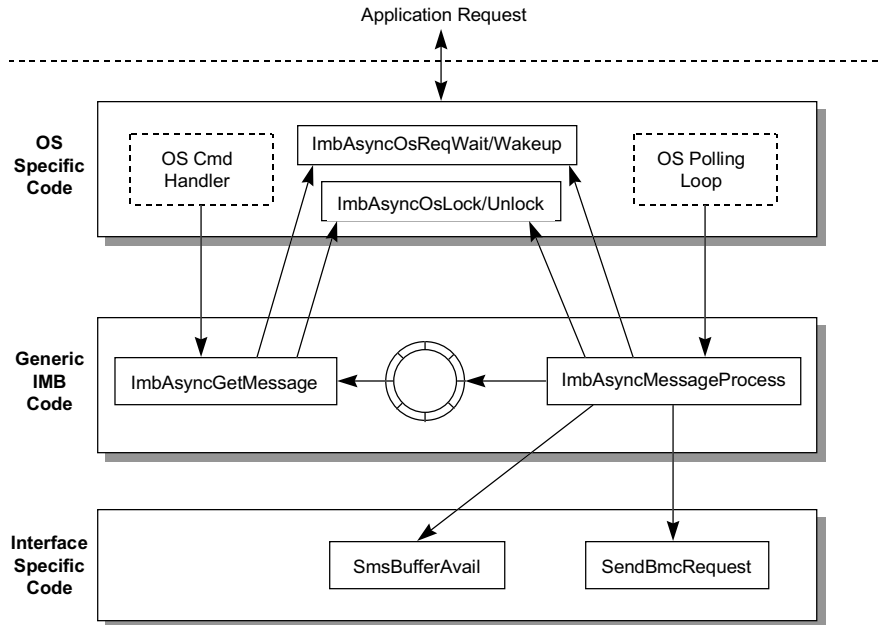 Application Request
OS
Specific
Code
OS Cmd
Handler
ImbAsyncOsReqWait/Wakeup
ImbAsyncOsLock/Unlock
OS Polling
Loop
Generic
IMB
Code
ImbAsyncGetMessage
ImbAsyncMessageProcess
Interface
Specific
Code
SmsBufferAvail
SendBmcRequest